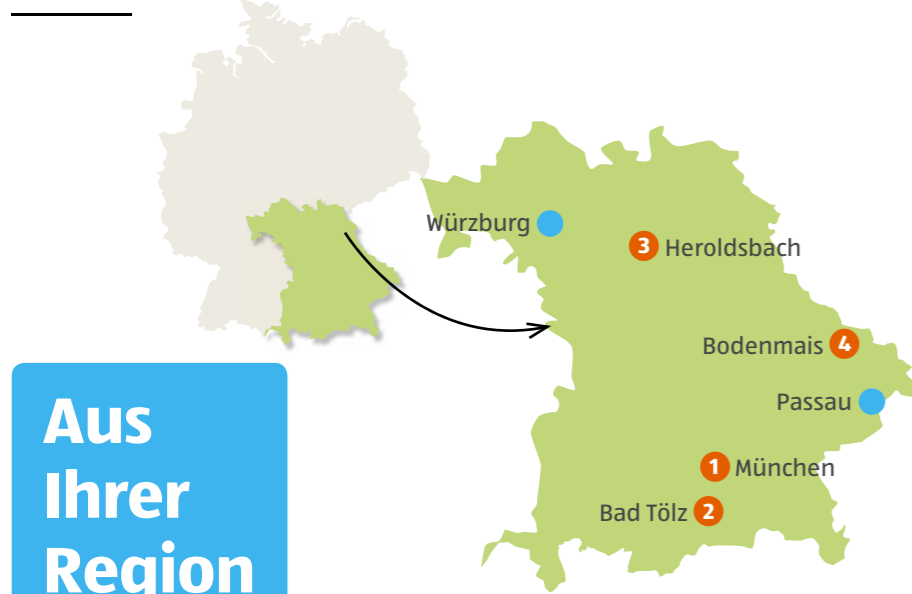 Würzburg
3 Heroldsbach
Bodenmais 4
Passau
1 München
Bad Tölz 2
Aus
Ihrer
Region